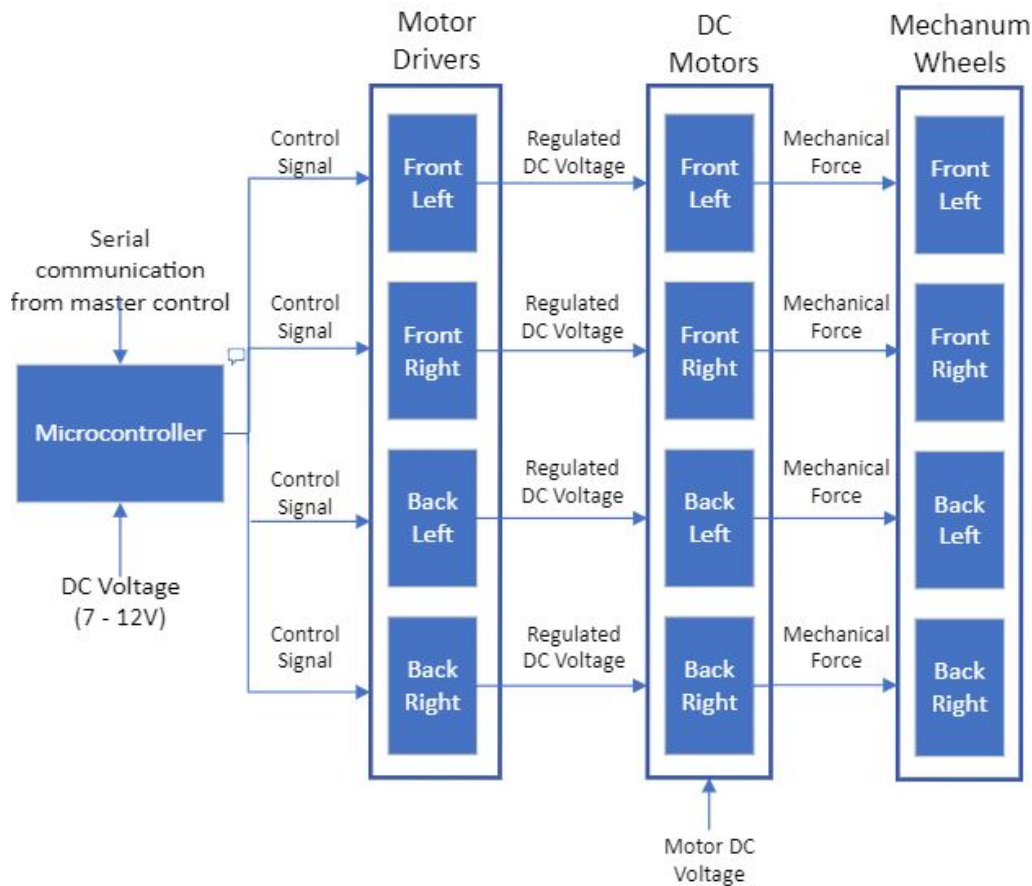 Motor
Drivers
DC
Motors
Mechanum
Wheels
Control
Signal
Front
Left
Regulated
DC Voltage
Front
Left
Mechanical
Force
Front
Left
Serial
communication
from master control
Control
Signal
Front
Right
Regulated
DC Voltage
Front
Right
Mechanical
Force
Front
Right
Microcontroller
Control
Signal
Back
Left
Regulated
DC Voltage
Back
Left
Mechanical
Force
Back
Left
DC Voltage
(7 - 12V)
Control
Signal
Back
Right
Regulated
DC Voltage
Back
Right
Mechanical
Force
Back
Right
Motor DC
Voltage